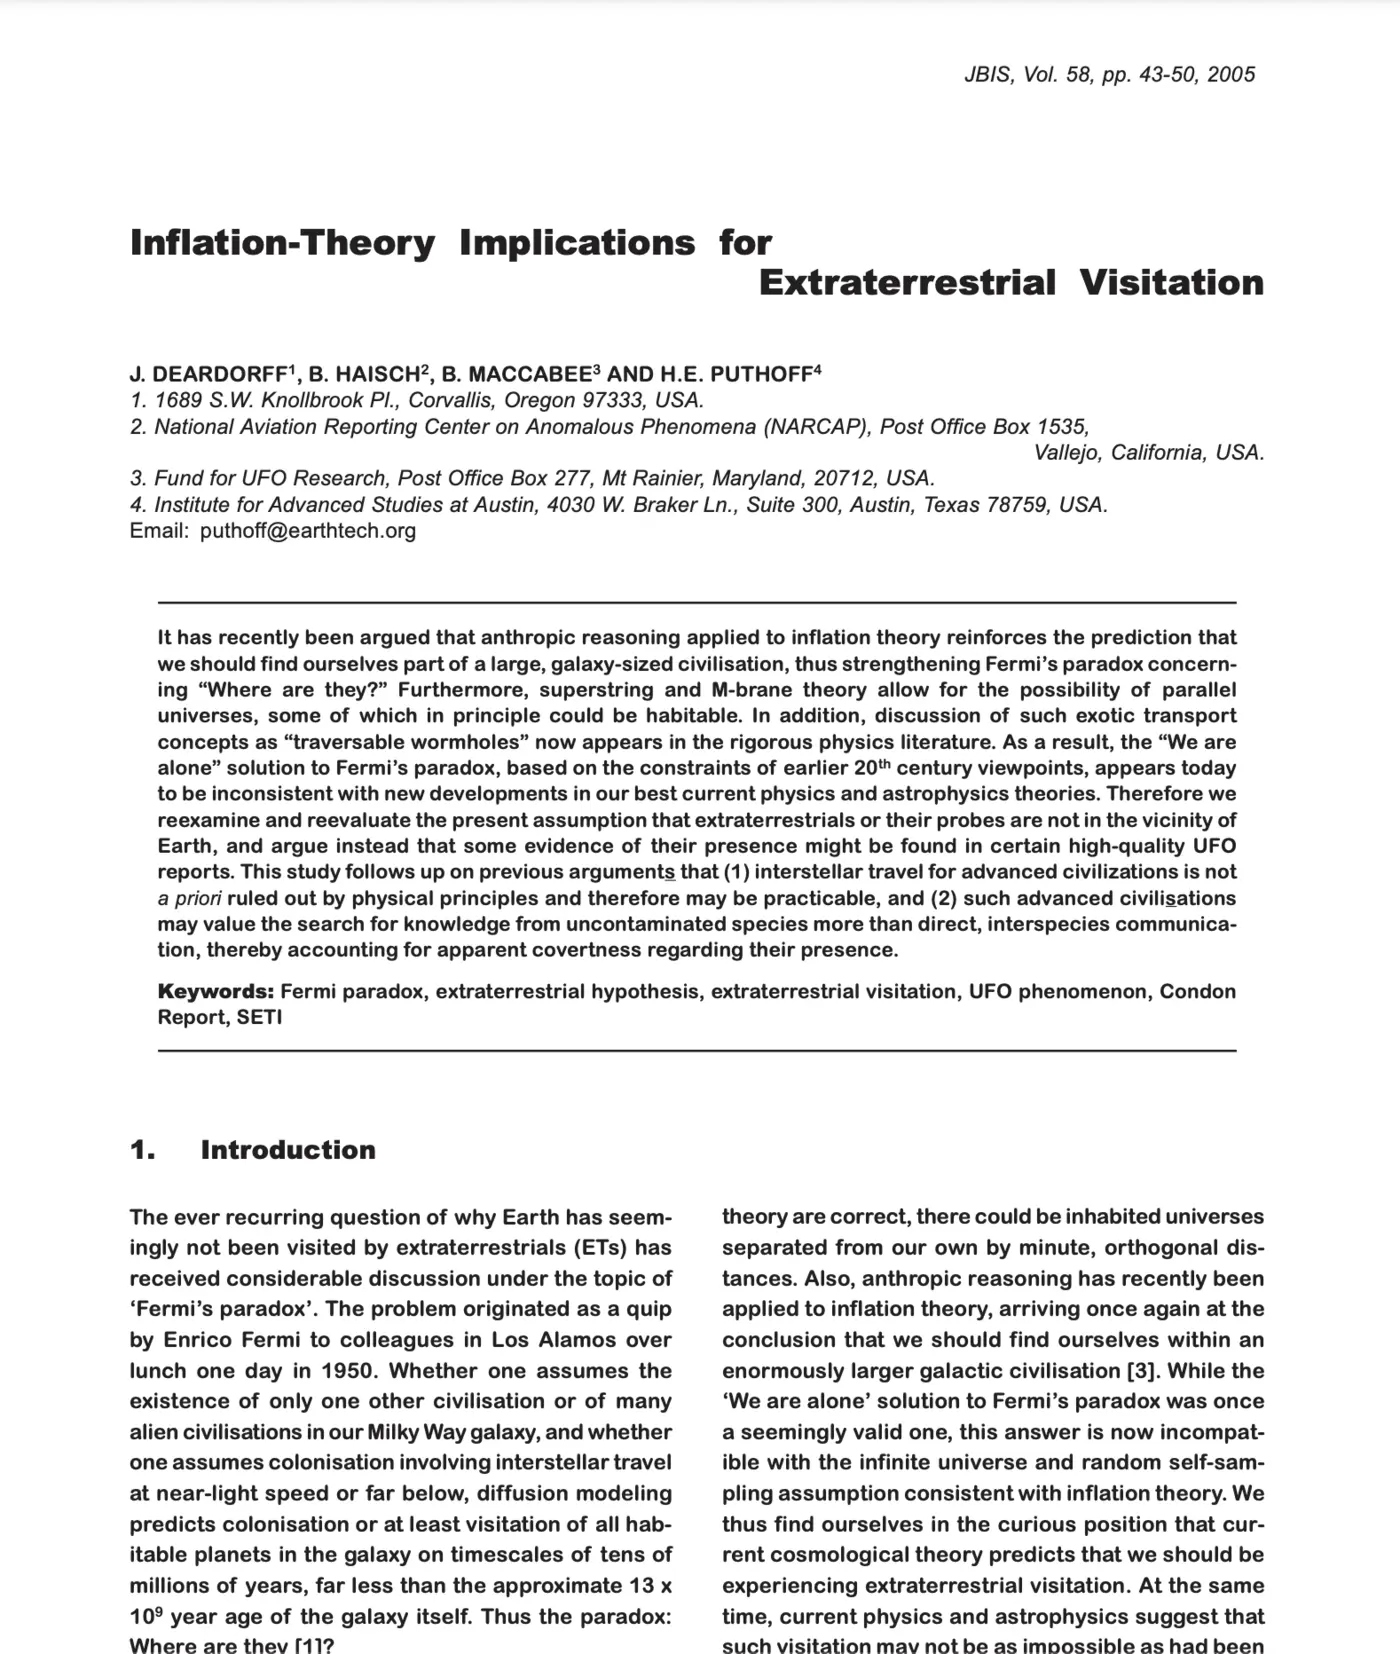 JBIS, Vol. 58, pp. 43-50, 2005
Inflation-Theory Implications for
Extraterrestrial Visitation
J. DEARDORFF¹, B. HAISCH², B. MACCABEE³ AND H.E. PUTHOFF⁴
1. 1689 S.W. Knollbrook Pl., Corvallis, Oregon 97333, USA.
2. National Aviation Reporting Center on Anomalous Phenomena (NARCAP), Post Office Box 1535,
Vallejo, California, USA.
3. Fund for UFO Research, Post Office Box 277, Mt Rainier, Maryland, 20712, USA.
4. Institute for Advanced Studies at Austin, 4030 W. Braker Ln., Suite 300, Austin, Texas 78759, USA.
Email: puthoff@earthtech.org
It has recently been argued that anthropic reasoning applied to inflation theory reinforces the prediction that
we should find ourselves part of a large, galaxy-sized civilisation, thus strengthening Fermi's paradox concern-
ing “Where are they?” Furthermore, superstring and M-brane theory allow for the possibility of parallel
universes, some of which in principle could be habitable. In addition, discussion of such exotic transport
concepts as “traversable wormholes” now appears in the rigorous physics literature. As a result, the “We are
alone” solution to Fermi's paradox, based on the constraints of earlier 20th century viewpoints, appears today
to be inconsistent with new developments in our best current physics and astrophysics theories. Therefore we
reexamine and reevaluate the present assumption that extraterrestrials or their probes are not in the vicinity of
Earth, and argue instead that some evidence of their presence might be found in certain high-quality UFO
reports. This study follows up on previous arguments that (1) interstellar travel for advanced civilizations is not
a priori ruled out by physical principles and therefore may be practicable, and (2) such advanced civilisations
may value the search for knowledge from uncontaminated species more than direct, interspecies communica-
tion, thereby accounting for apparent covertness regarding their presence.
Keywords: Fermi paradox, extraterrestrial hypothesis, extraterrestrial visitation, UFO phenomenon, Condon
Report, SETI
1. Introduction
The ever recurring question of why Earth has seem-
ingly not been visited by extraterrestrials (ETs) has
received considerable discussion under the topic of
‘Fermi's paradox’. The problem originated as a quip
by Enrico Fermi to colleagues in Los Alamos over
lunch one day in 1950. Whether one assumes the
existence of only one other civilisation or of many
alien civilisations in our Milky Way galaxy, and whether
one assumes colonisation involving interstellar travel
at near-light speed or far below, diffusion modeling
predicts colonisation or at least visitation of all hab-
itable planets in the galaxy on timescales of tens of
millions of years, far less than the approximate 13 x
10⁹ year age of the galaxy itself. Thus the paradox:
Where are they [1]?
theory are correct, there could be inhabited universes
separated from our own by minute, orthogonal dis-
tances. Also, anthropic reasoning has recently been
applied to inflation theory, arriving once again at the
conclusion that we should find ourselves within an
enormously larger galactic civilisation [3]. While the
‘We are alone’ solution to Fermi's paradox was once
a seemingly valid one, this answer is now incompat-
ible with the infinite universe and random self-sam-
pling assumption consistent with inflation theory. We
thus find ourselves in the curious position that cur-
rent cosmological theory predicts that we should be
experiencing extraterrestrial visitation. At the same
time, current physics and astrophysics suggest that
such visitation may not be as impossible as had been